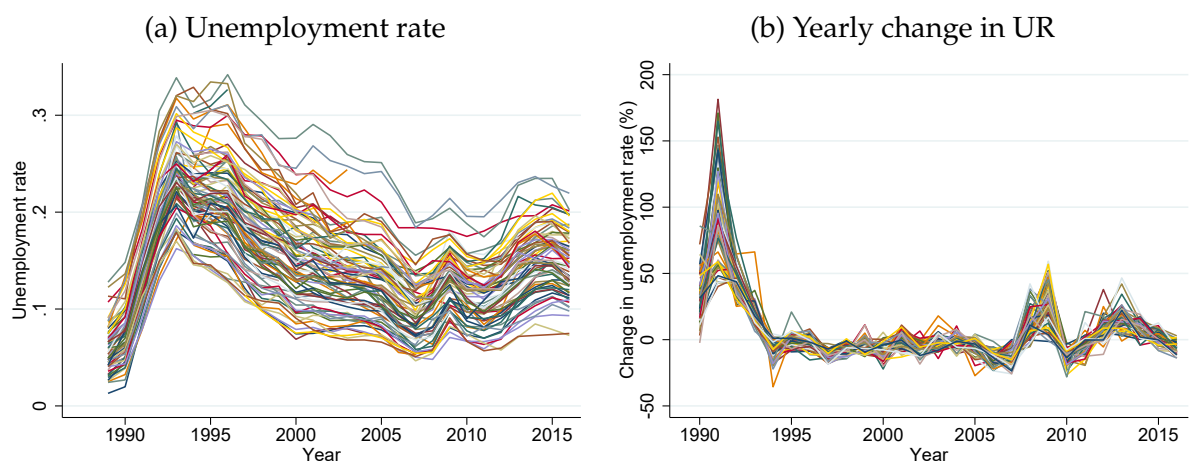 (a) Unemployment rate
Unemployment rate
.3
.2
.1
0
1990 1995 2000 2005 2010 2015
Year
(b) Yearly change in UR
Change in unemployment rate (%)
200
150
100
50
0
-50
1990 1995 2000 2005 2010 2015
Year